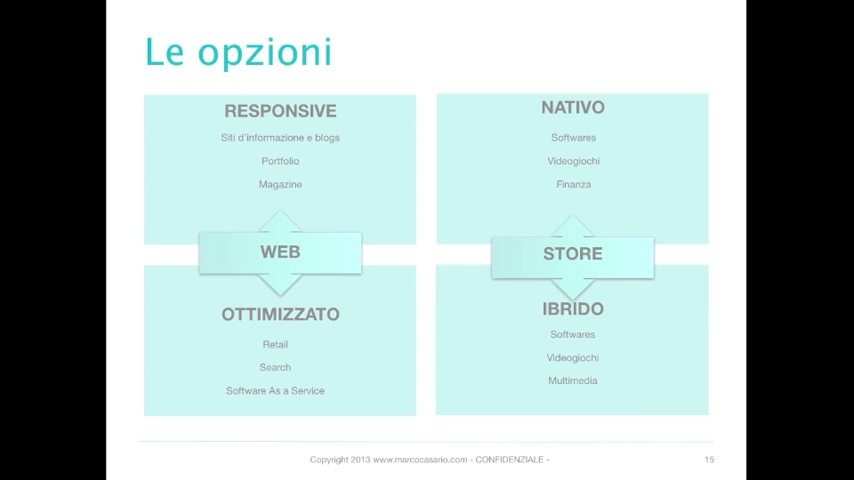 Le opzioni
RESPONSIVE
Siti d'informazione e blogs
Portfolio
Magazine
WEB
OTTIMIZZATO
Retail
Search
Software As a Service
NATIVO
Softwares
Videogiochi
Finanza
STORE
IBRIDO
Softwares
Videogiochi
Multimedia
Copyright 2013 www.marcocasario.com - CONFIDENZIALE -
15